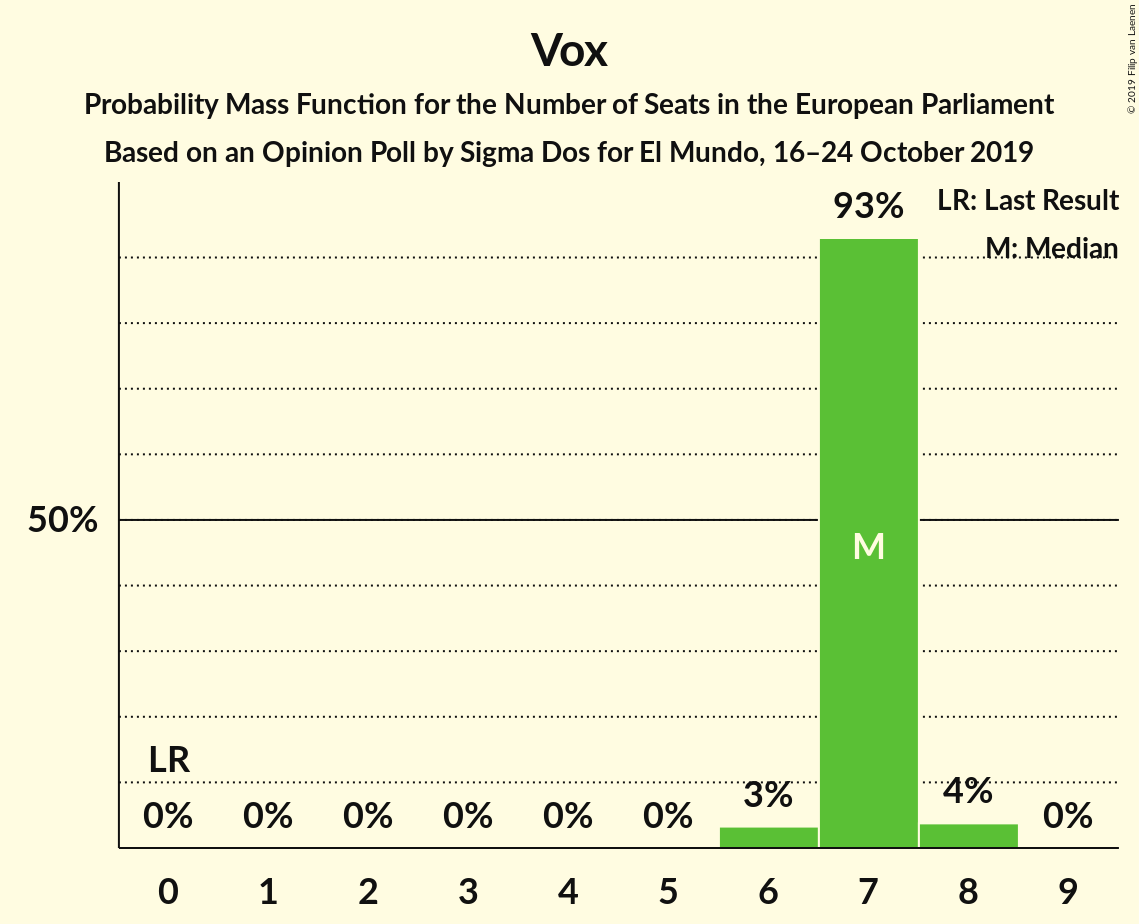 Vox
Probability Mass Function for the Number of Seats in the European Parliament
Based on an Opinion Poll by Sigma Dos for El Mundo, 16–24 October 2019
© 2019 Filip van Laenen
LR: Last Result
M: Median
93%
50%
M
LR
0% 0% 0% 0% 0% 0% 3% 4% 0%
0 1 2 3 4 5 6 7 8 9